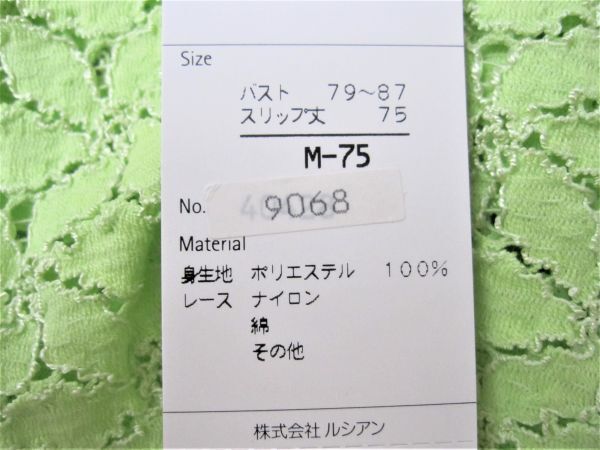 Size
バスト 79~87
スリップ丈 75
M-75
No. 9068
Material
身生地 ポリエステル 100%
レース ナイロン
綿
その他
株式会社 ルシアン